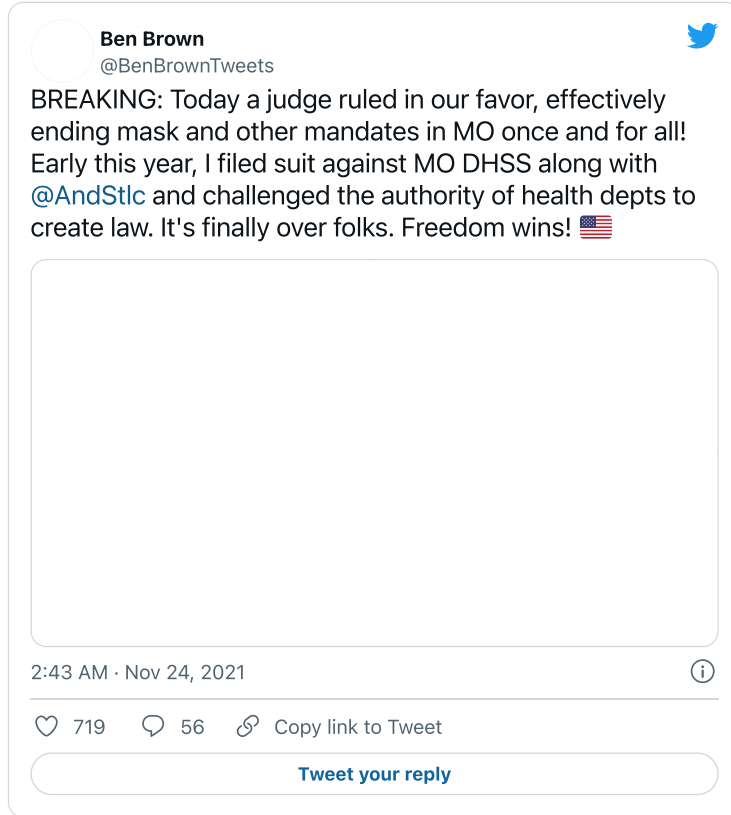 Ben Brown
@BenBrownTweets
BREAKING: Today a judge ruled in our favor, effectively
ending mask and other mandates in MO once and for all!
Early this year, I filed suit against MO DHSS along with
@AndStlc and challenged the authority of health depts to
create law. It's finally over folks. Freedom wins! 🇺🇸
2:43 AM · Nov 24, 2021
719 56 Copy link to Tweet
Tweet your reply